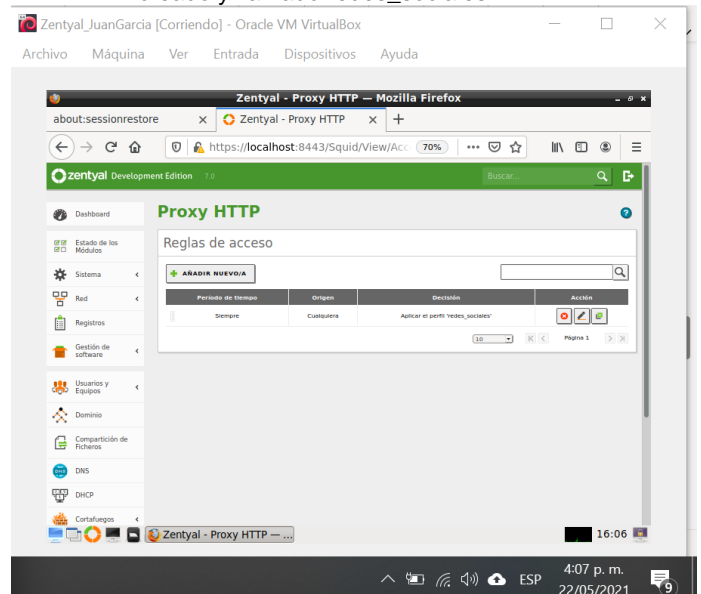 Zentyal_JuanGarcia [Corriendo] - Oracle VM VirtualBox
Archivo Máquina Ver Entrada Dispositivos Ayuda
Zentyal - Proxy HTTP — Mozilla Firefox
about:sessionrestore Zentyal - Proxy HTTP
https://localhost:8443/Squid/View/Acc 70%
zentyal Development Edition 7.0 Buscar...
Dashboard
Estado de los
Módulos
Sistema
Red
Registros
Gestión de
software
Usuarios y
Equipos
Dominio
Compartición de
Ficheros
DNS
DHCP
Cortafuegos
Proxy HTTP
Reglas de acceso
AÑADIR NUEVO/A
Período de tiempo Origen Decisión Acción
Siempre Cualquiera Aplicar el perfil 'redes_sociales'
10 Página 1
Zentyal - Proxy HTTP — ...
16:06
ESP
4:07 p. m.
22/05/2021
9